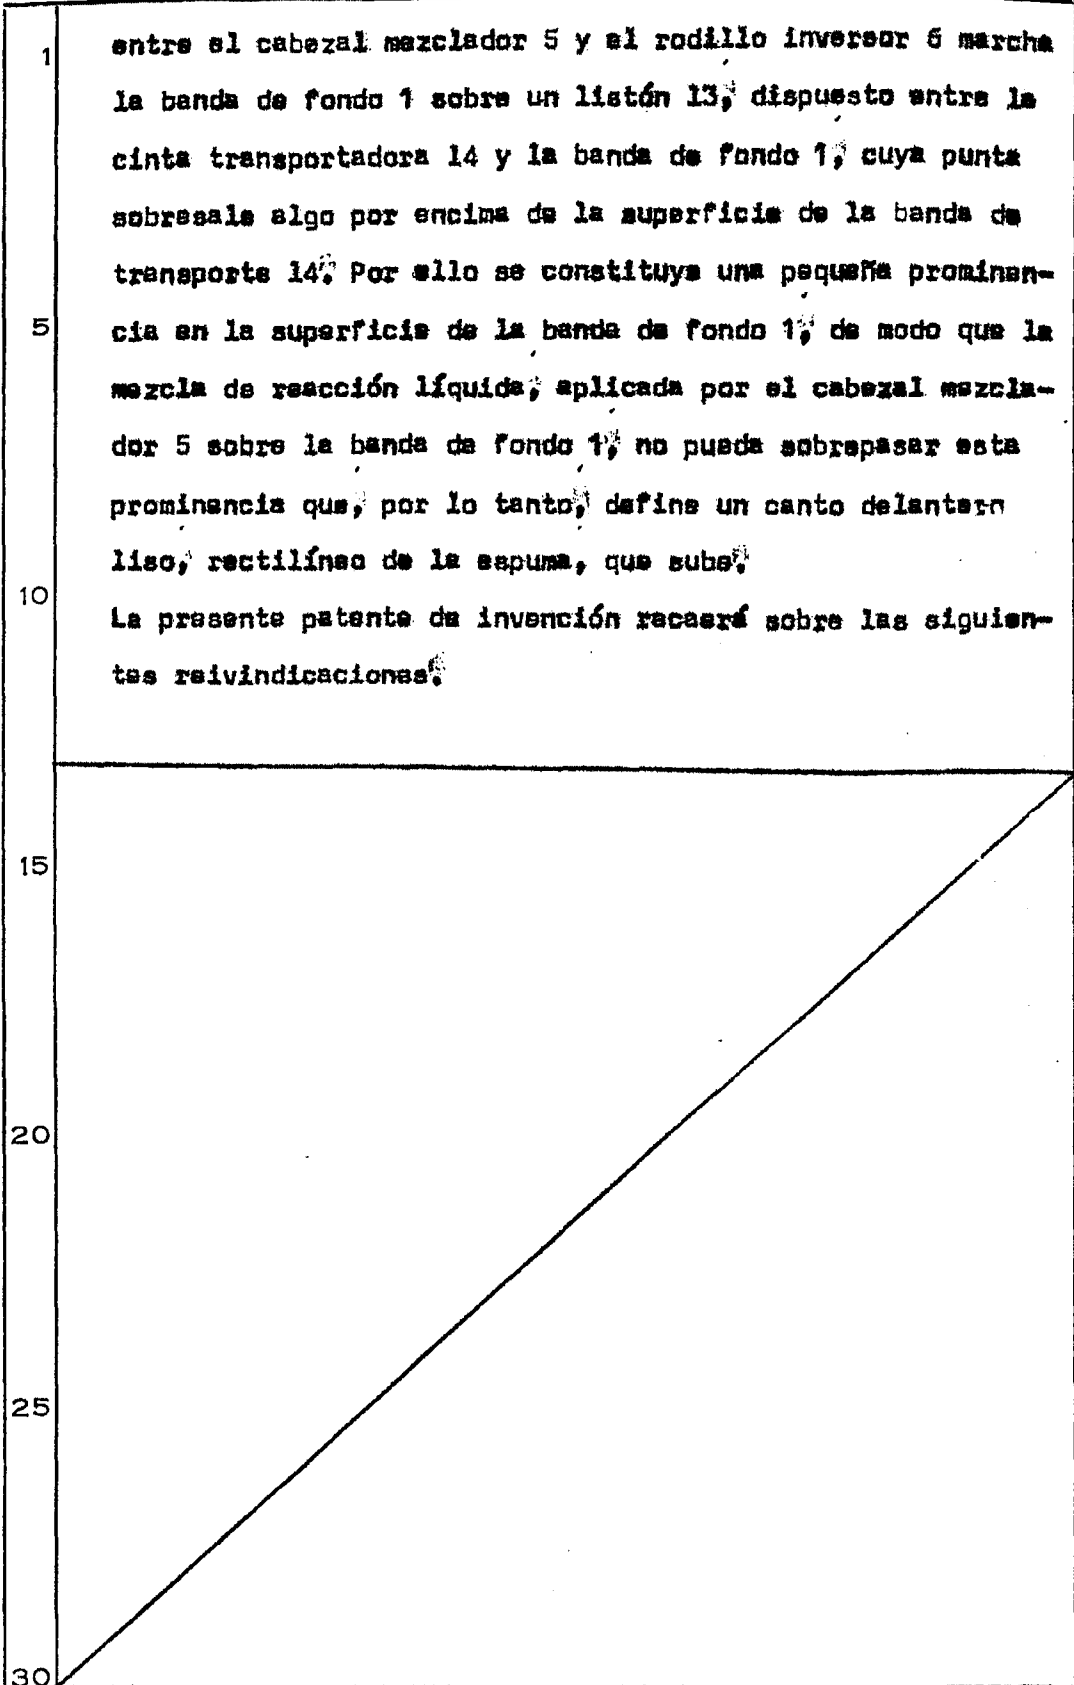 1 entre el cabezal mezclador 5 y el rodillo inversor 6 marcha
la banda de fondo 1 sobre un listón 13, dispuesto entre la
cinta transportadora 14 y la banda de fondo 1, cuya punta
sobresale algo por encima de la superficie de la banda de
transporte 14. Por ello se constituye una pequeña prominen-
5 cia en la superficie de la banda de fondo 1, de modo que la
mezcla de reacción líquida, aplicada por el cabezal mezcla-
dor 5 sobre la banda de fondo 1, no pueda sobrepasar esta
prominencia que, por lo tanto, define un canto delantero
liso, rectilíneo de la espuma, que sube.
10 La presente patente de invención recaerá sobre las siguien-
tes reivindicaciones.
15
20
25
30